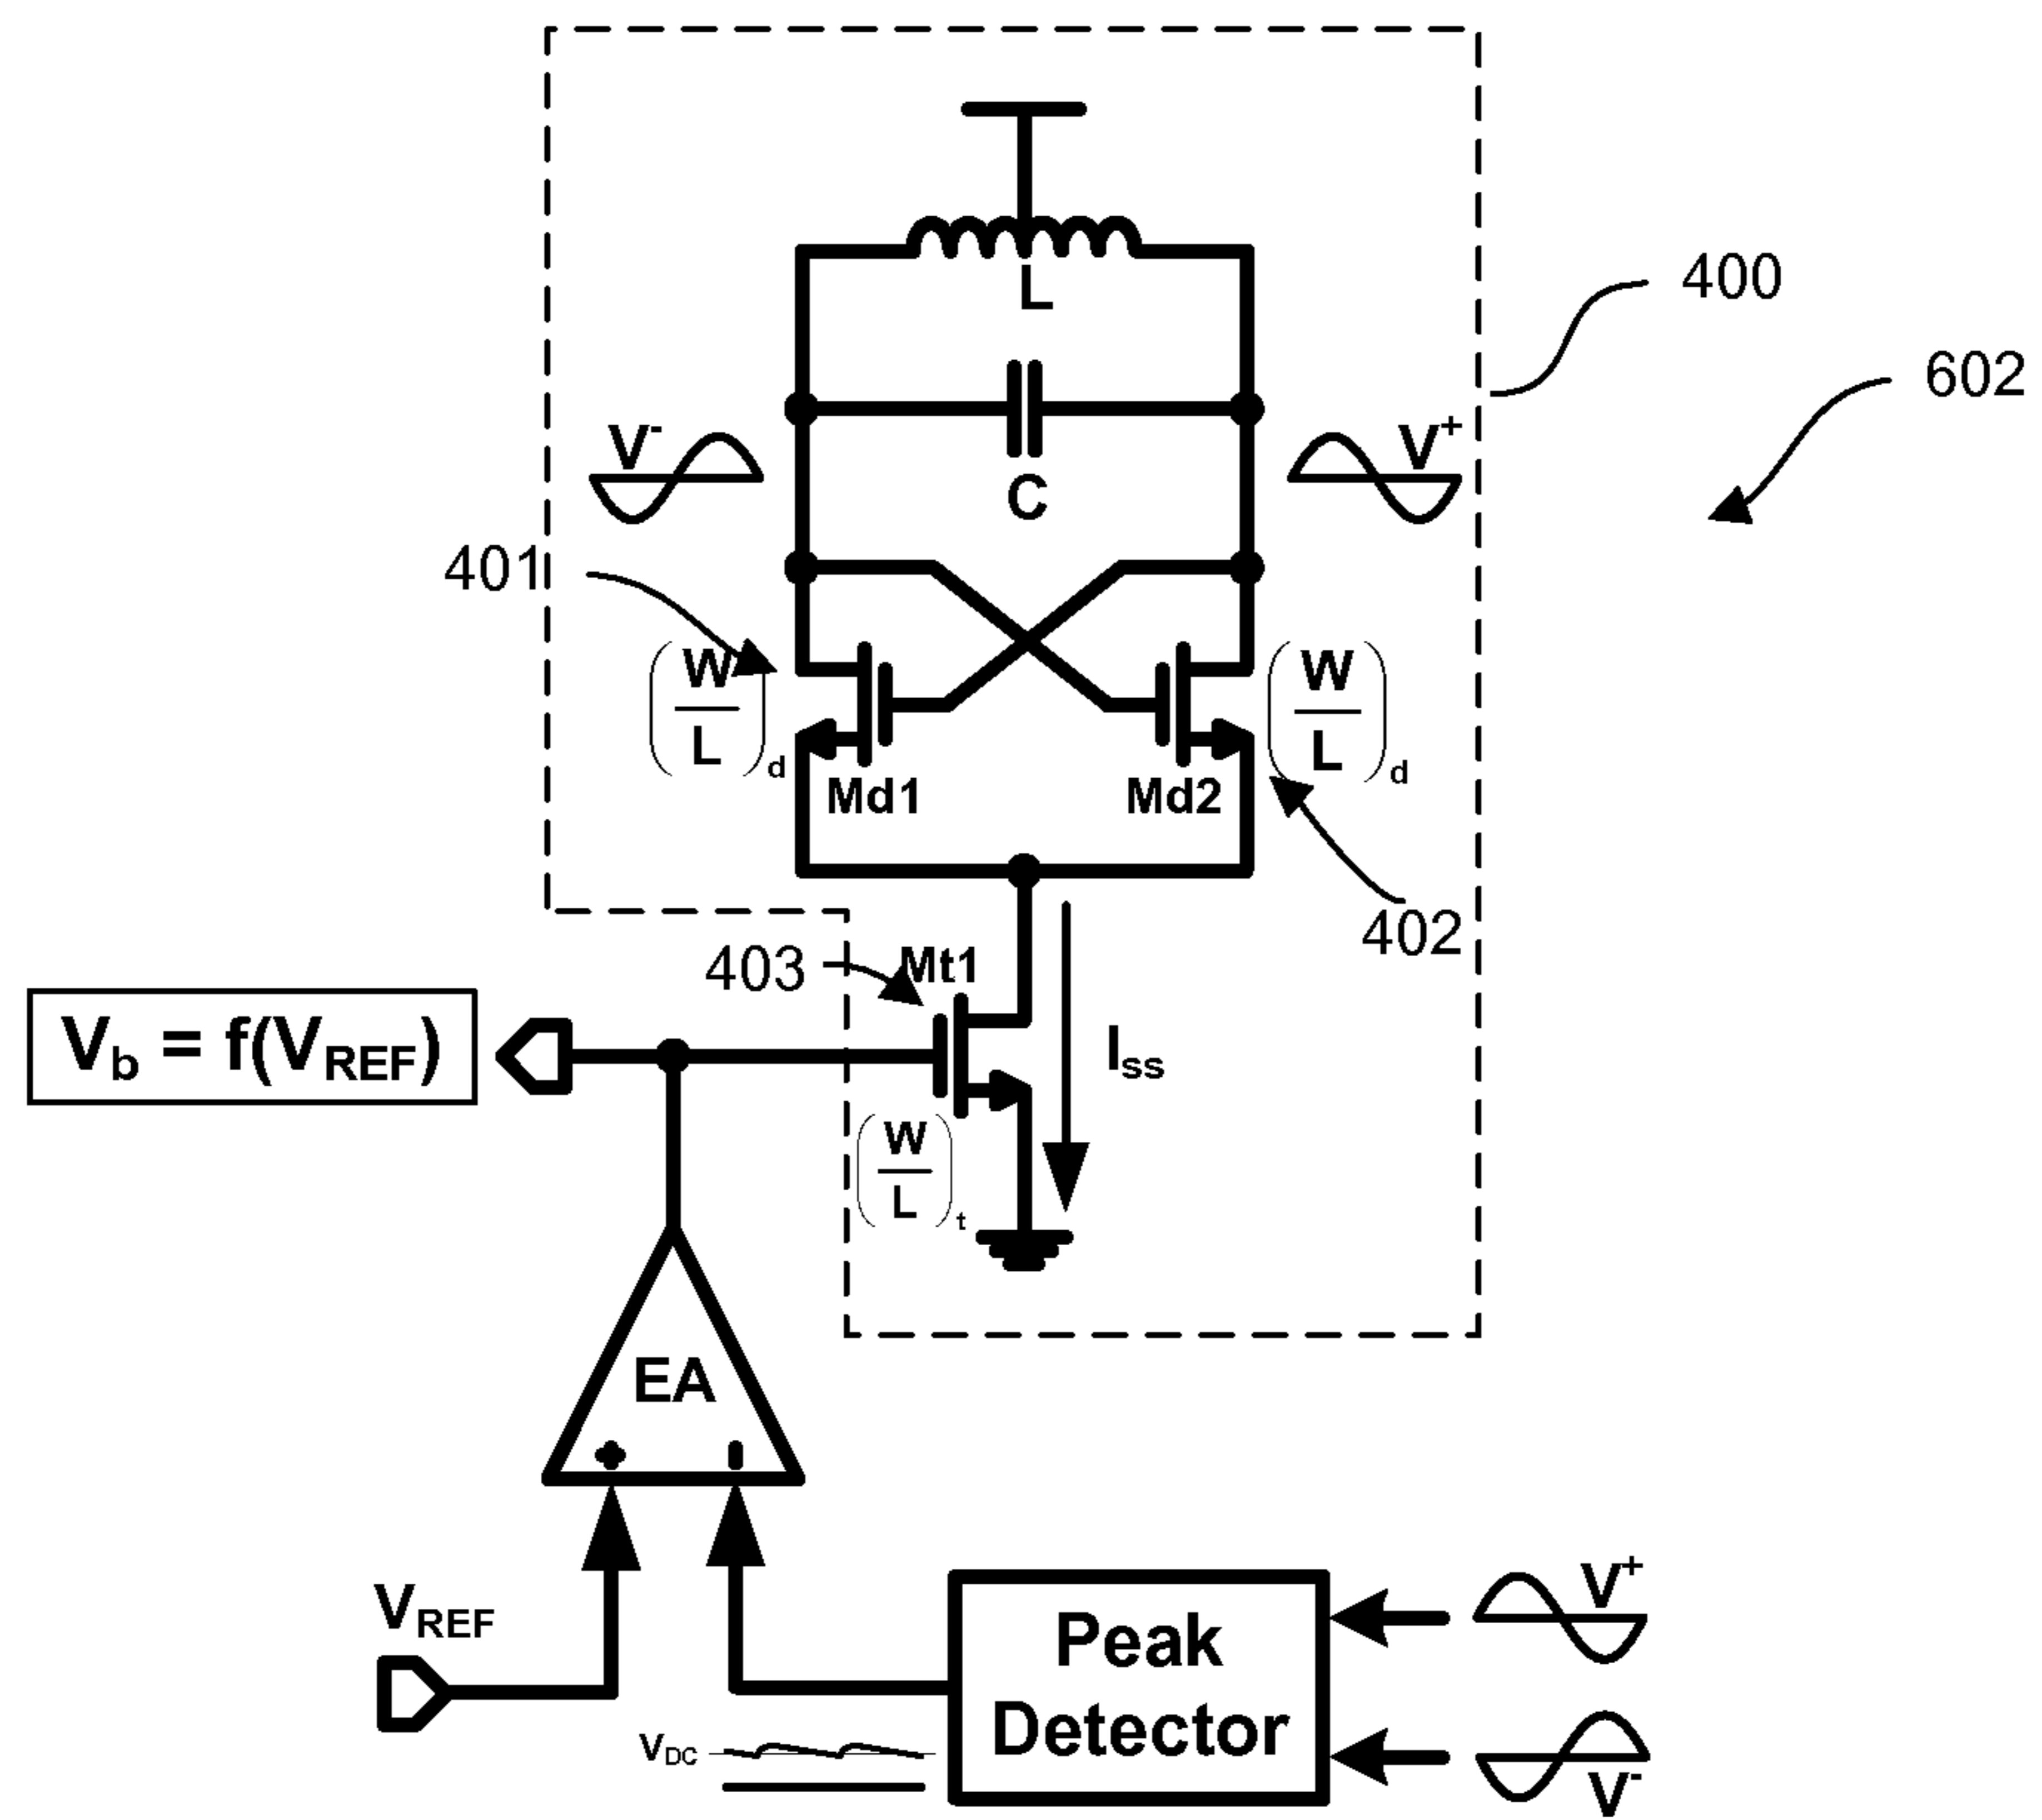 L
400
602
V-
V+
C
401
(W/L)d
(W/L)d
Md1
Md2
402
403
Mt1
Vb = f(VREF)
Iss
(W/L)t
EA
+
-
VREF
V+
Peak
Detector
VDC
V-